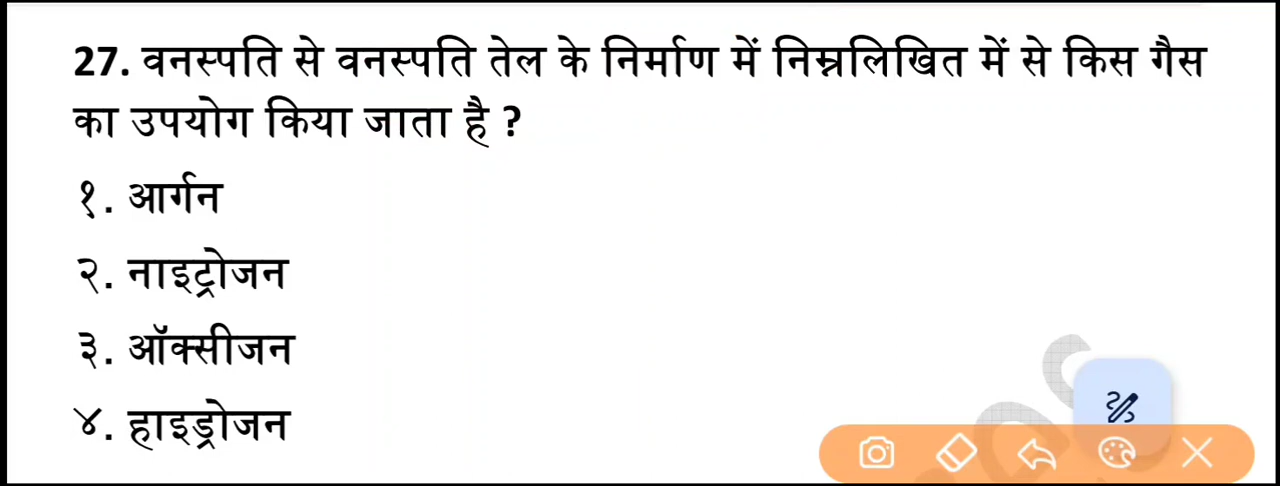 27. वनस्पति से वनस्पति तेल के निर्माण में निम्नलिखित में से किस गैस
का उपयोग किया जाता है ?
१. आर्गन
२. नाइट्रोजन
३. ऑक्सीजन
४. हाइड्रोजन